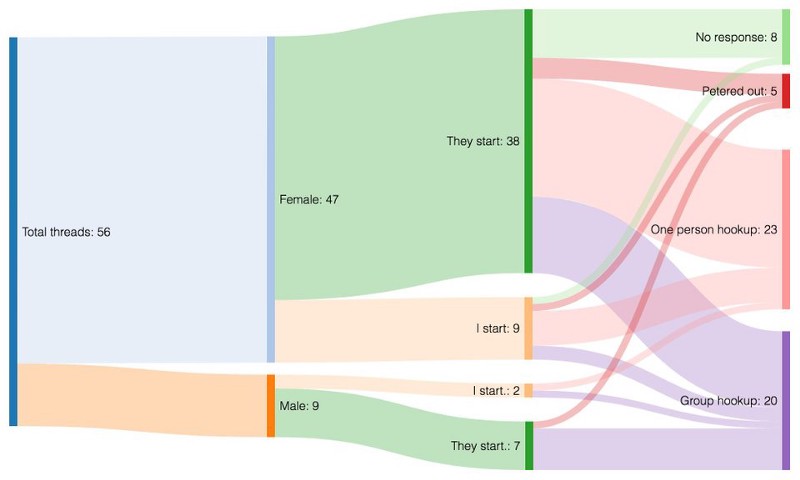 Total threads: 56
Female: 47
Male: 9
They start: 38
I start: 9
I start.: 2
They start.: 7
No response: 8
Petered out: 5
One person hookup: 23
Group hookup: 20